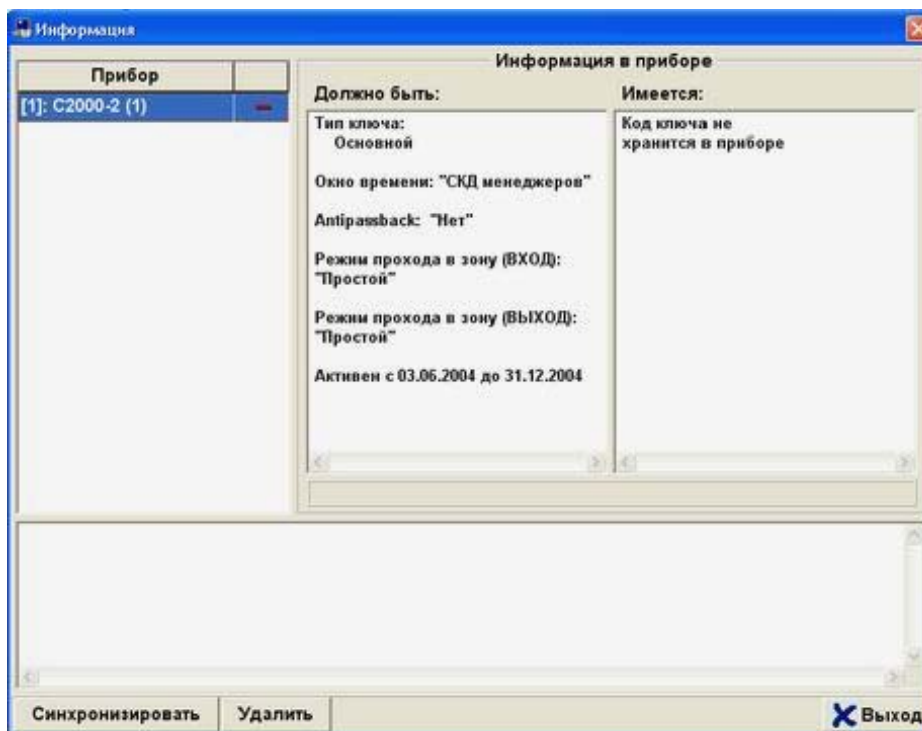 Информация
Прибор
[1]: С2000-2 (1)
Информация в приборе
Должно быть:
Тип ключа:
Основной
Окно времени: "СКД менеджеров"
Antipassback: "Нет"
Режим прохода в зону (ВХОД):
"Простой"
Режим прохода в зону (ВЫХОД):
"Простой"
Активен с 03.06.2004 до 31.12.2004
Имеется:
Код ключа не
хранится в приборе
Синхронизировать
Удалить
Выход